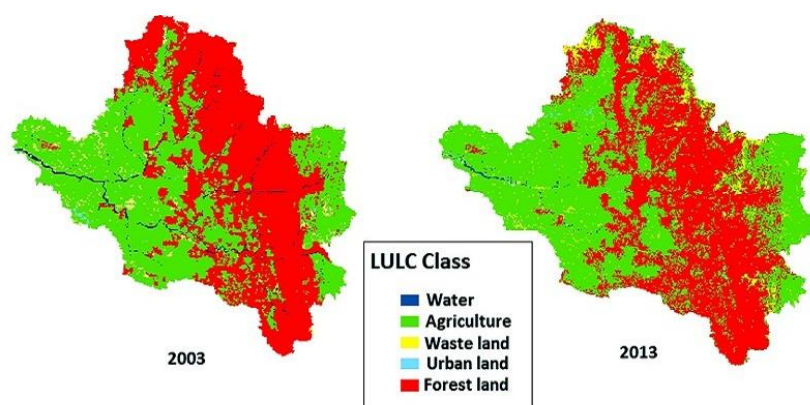 LULC Class
Water
Agriculture
Waste land
Urban land
Forest land
2003
2013